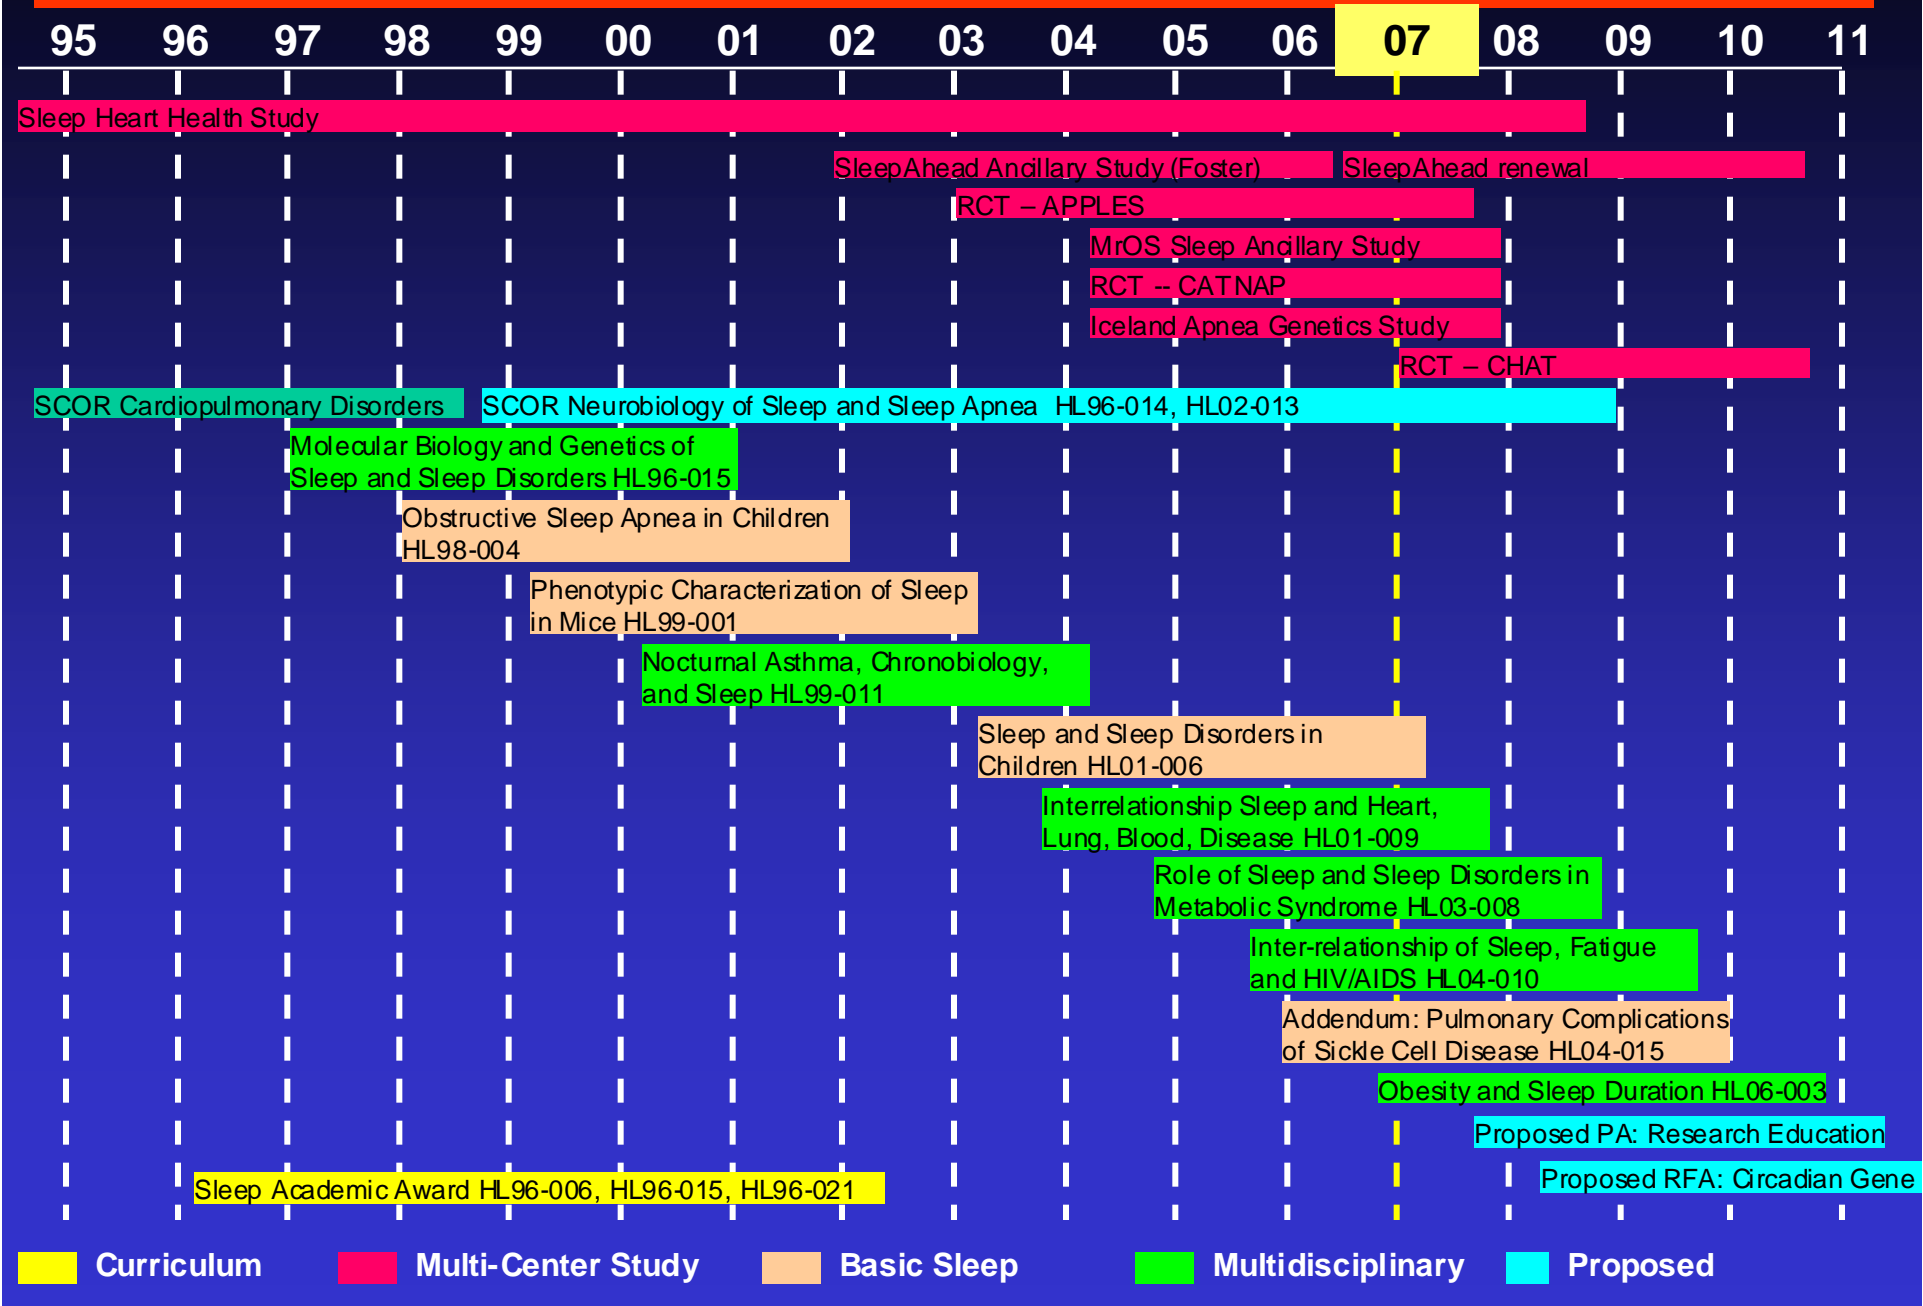 95 96 97 98 99 00 01 02 03 04 05 06 07 08 09 10 11
Sleep Heart Health Study
SleepAhead Ancillary Study (Foster) SleepAhead renewal
RCT – APPLES
MrOS Sleep Ancillary Study
RCT -- CATNAP
Iceland Apnea Genetics Study
RCT – CHAT
SCOR Cardiopulmonary Disorders SCOR Neurobiology of Sleep and Sleep Apnea HL96-014, HL02-013
Molecular Biology and Genetics of
Sleep and Sleep Disorders HL96-015
Obstructive Sleep Apnea in Children
HL98-004
Phenotypic Characterization of Sleep
in Mice HL99-001
Nocturnal Asthma, Chronobiology,
and Sleep HL99-011
Sleep and Sleep Disorders in
Children HL01-006
Interrelationship Sleep and Heart,
Lung, Blood, Disease HL01-009
Role of Sleep and Sleep Disorders in
Metabolic Syndrome HL03-008
Inter-relationship of Sleep, Fatigue
and HIV/AIDS HL04-010
Addendum: Pulmonary Complications
of Sickle Cell Disease HL04-015
Obesity and Sleep Duration HL06-003
Proposed PA: Research Education
Proposed RFA: Circadian Gene
Sleep Academic Award HL96-006, HL96-015, HL96-021
Curriculum Multi-Center Study Basic Sleep Multidisciplinary Proposed